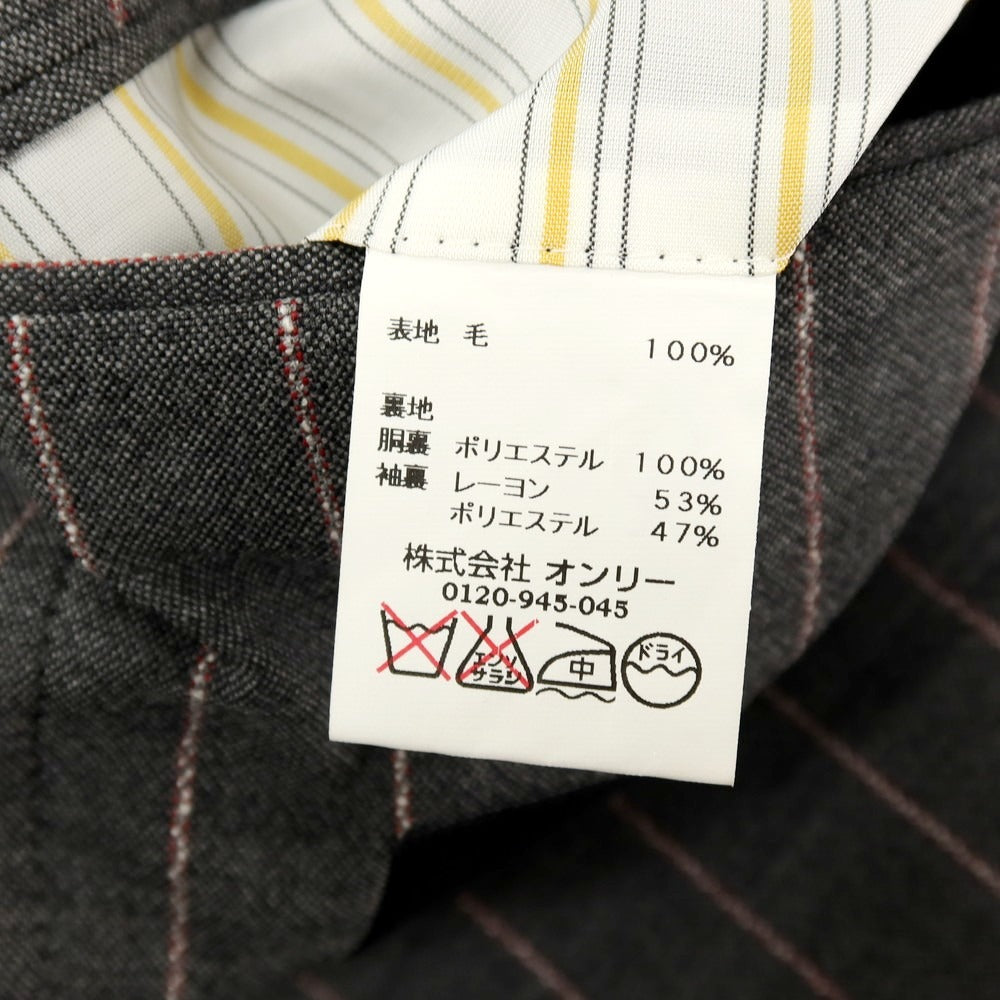 表地 毛 100%
裏地
胴裏 ポリエステル 100%
袖裏 レーヨン 53%
ポリエステル 47%
株式会社 オンリー
0120-945-045
エンソ
サラシ
中
ドライ